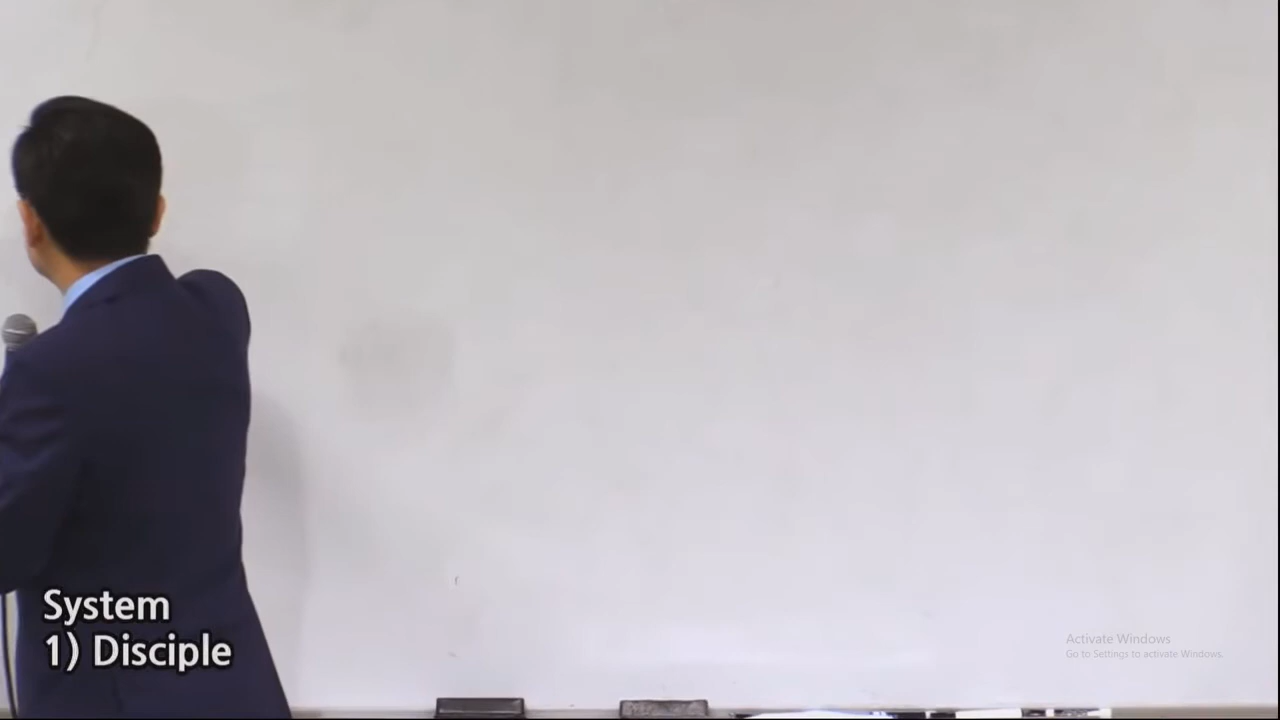 System
1) Disciple
Activate Windows
Go to Settings to activate Windows.